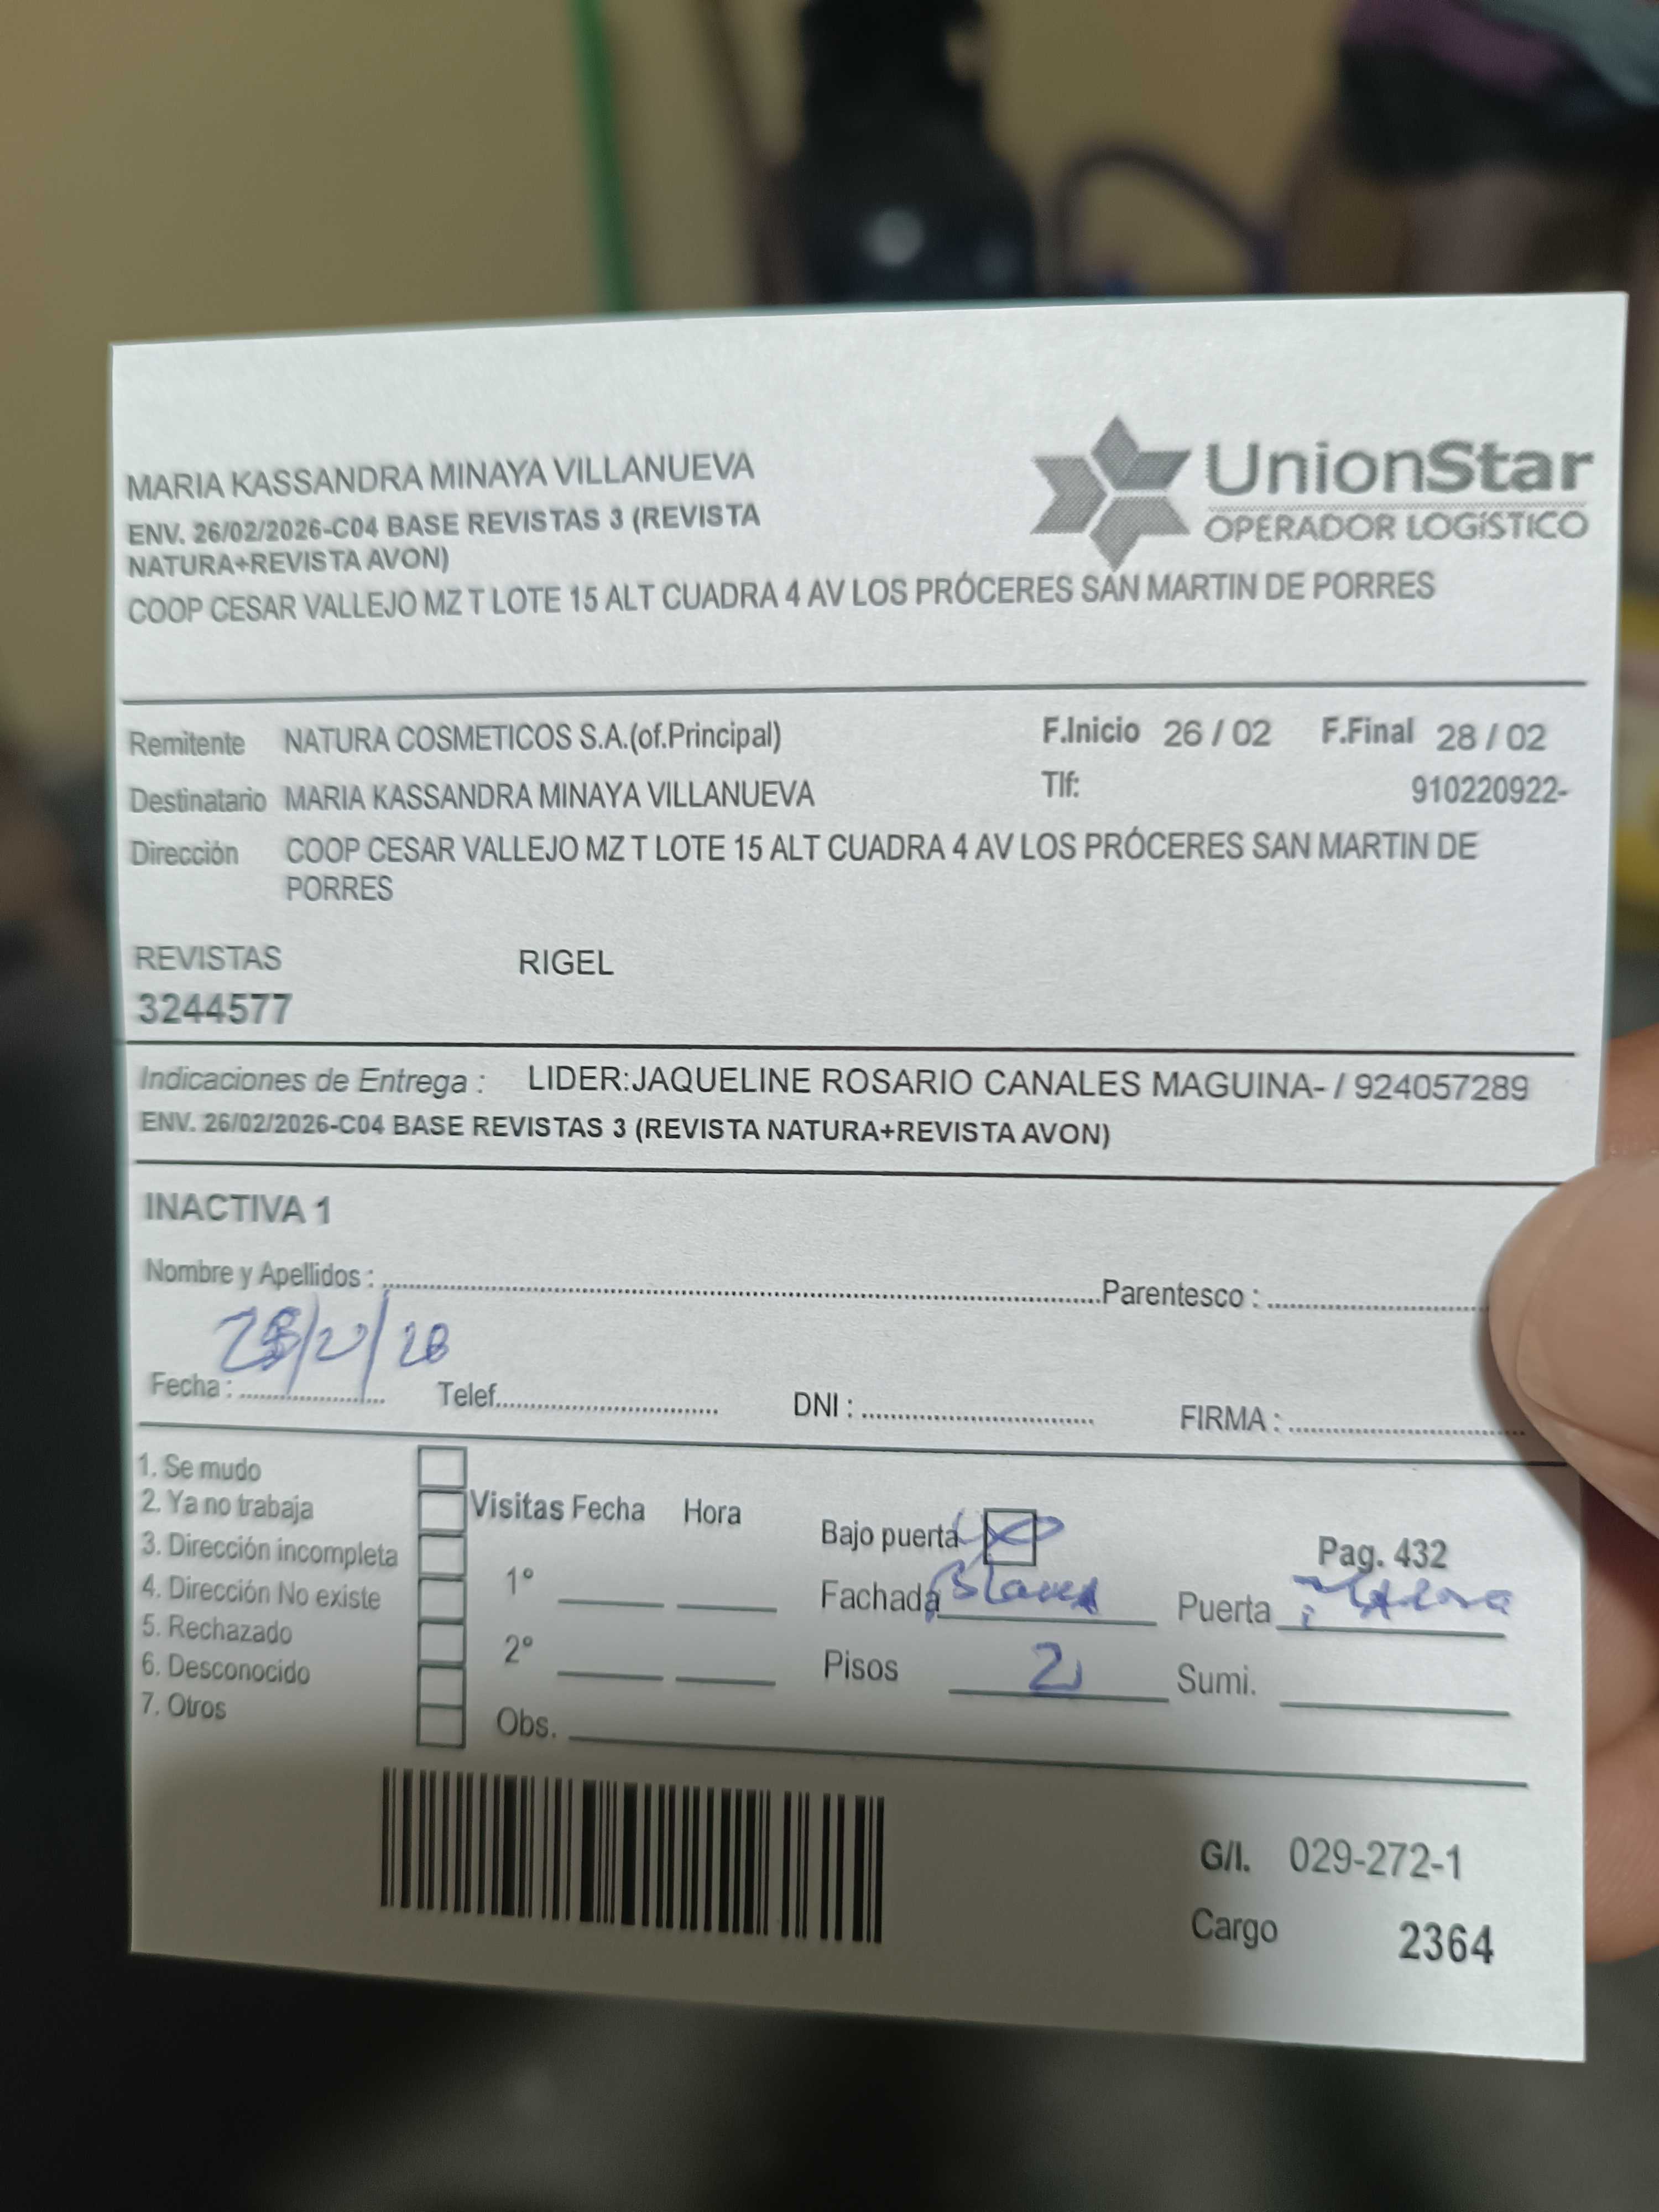 MARIA KASSANDRA MINAYA VILLANUEVA
ENV. 26/02/2026-C04 BASE REVISTAS 3 (REVISTA
NATURA+REVISTA AVON)
COOP CESAR VALLEJO MZ T LOTE 15 ALT CUADRA 4 AV LOS PRÓCERES SAN MARTIN DE PORRES
UnionStar
OPERADOR LOGíSTICO
Remitente NATURA COSMETICOS S.A.(of.Principal) F.Inicio 26 / 02 F.Final 28 / 02
Destinatario MARIA KASSANDRA MINAYA VILLANUEVA Tlf: 910220922-
Dirección COOP CESAR VALLEJO MZ T LOTE 15 ALT CUADRA 4 AV LOS PRÓCERES SAN MARTIN DE
PORRES
REVISTAS RIGEL
3244577
Indicaciones de Entrega : LIDER:JAQUELINE ROSARIO CANALES MAGUINA- / 924057289
ENV. 26/02/2026-C04 BASE REVISTAS 3 (REVISTA NATURA+REVISTA AVON)
INACTIVA 1
Nombre y Apellidos : Parentesco :
Fecha : Telef. DNI : FIRMA :
1. Se mudo
2. Ya no trabaja
3. Dirección incompleta
4. Dirección No existe
5. Rechazado
6. Desconocido
7. Otros
Visitas Fecha Hora
1°
2°
Obs.
Bajo puerta Pag. 432
Fachada Blanca Puerta
Pisos 2 Sumi.
G/I. 029-272-1
Cargo 2364